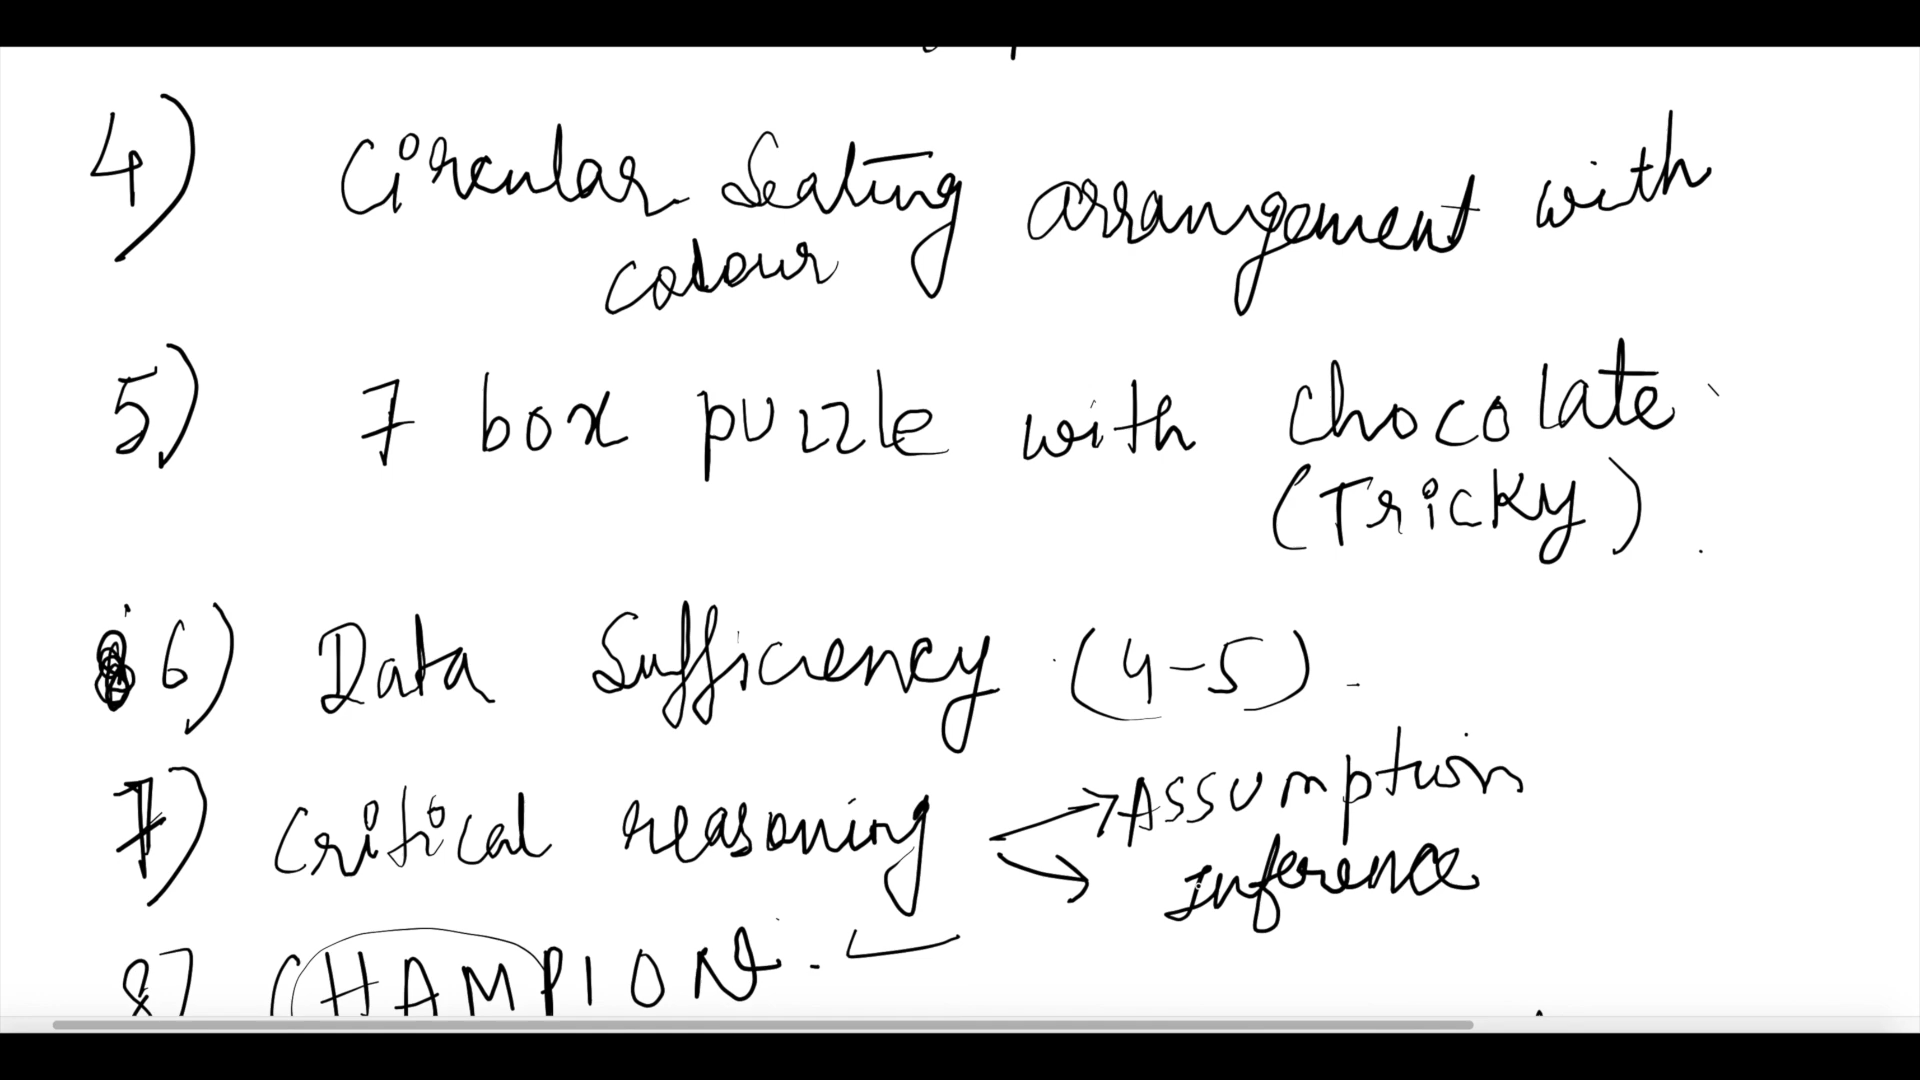 4) Circular Seating arrangement with
colour
5) 7 box puzzle with chocolate
(Tricky)
6) Data Sufficiency (4-5)
7) Critical reasoning → Assumption
→ Inference
8) CHAMPION.